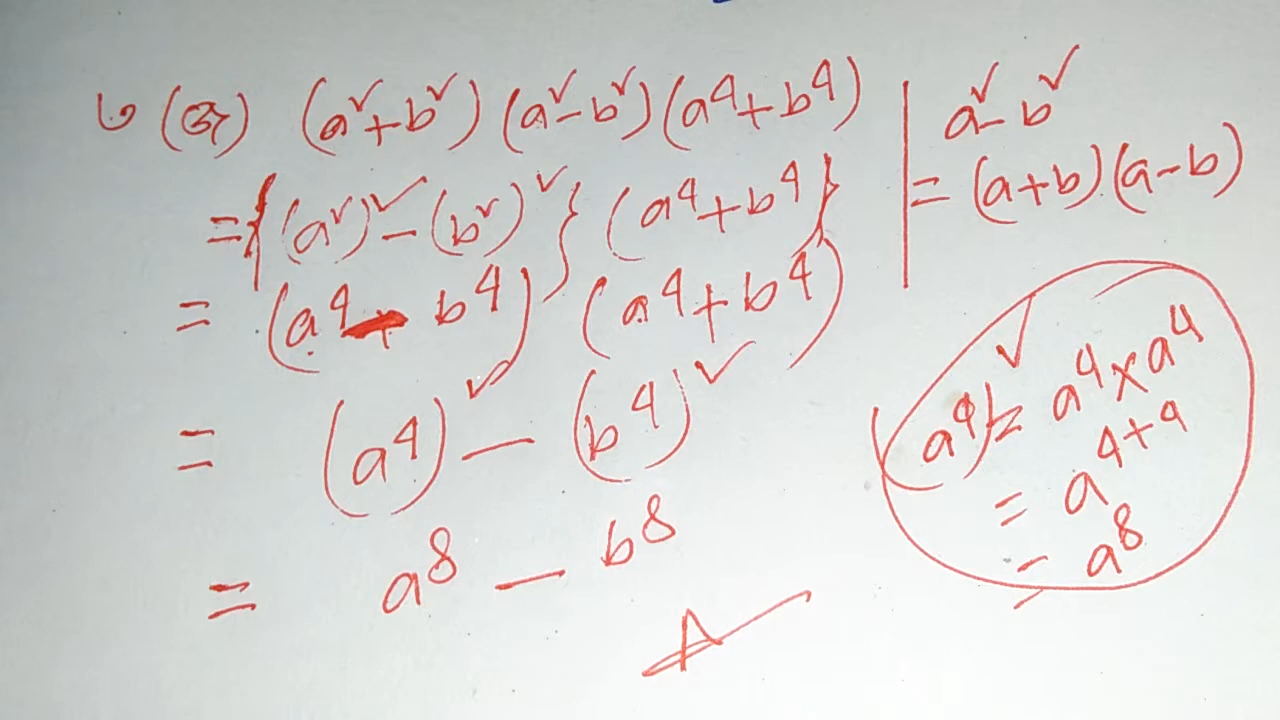 ৬ (জ) (a²+b²) (a²-b²) (a⁴+b⁴)
= {(a²)² - (b²)²} (a⁴+b⁴)
= (a⁴ - b⁴) (a⁴+b⁴)
= (a⁴)² - (b⁴)²
= a⁸ - b⁸
A
a² - b²
= (a+b).(a-b)
(a⁴)² = a⁴×a⁴
= a⁴⁺⁴
= a⁸